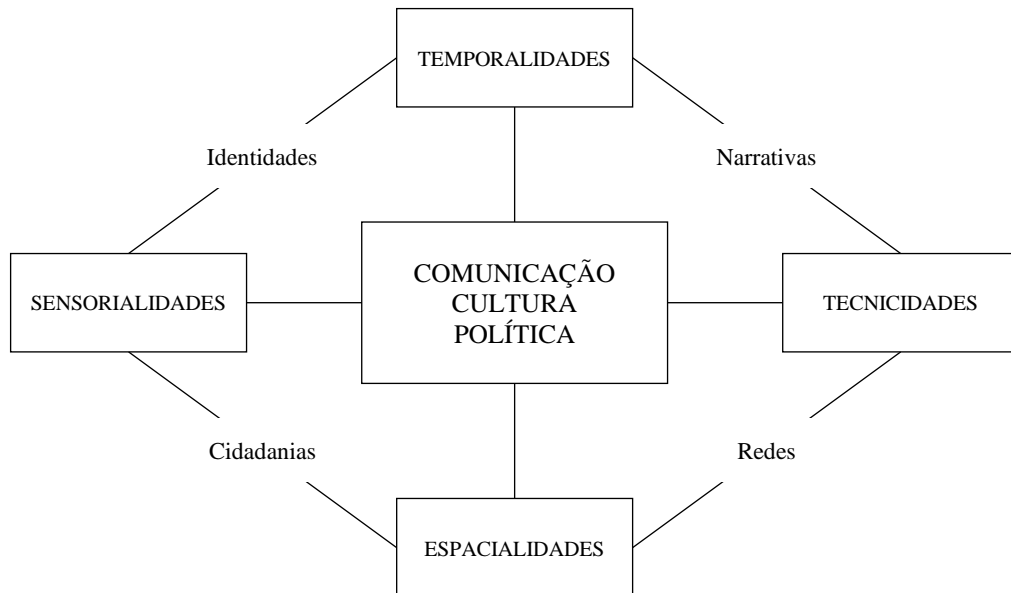 TEMPORALIDADES
Identidades
Narrativas
COMUNICAÇÃO
CULTURA
POLÍTICA
SENSORIALIDADES
TECNICIDADES
Cidadanias
Redes
ESPACIALIDADES